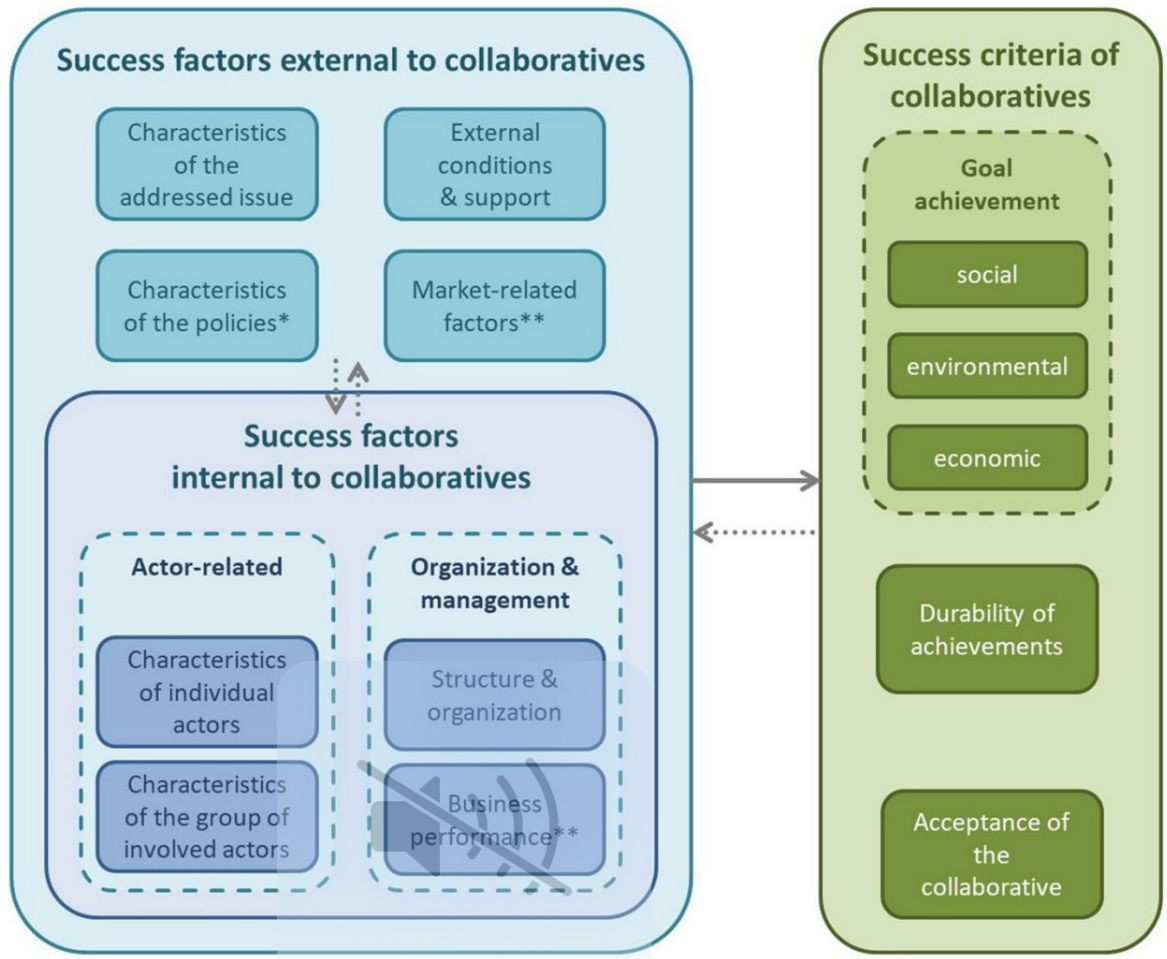 Success factors external to collaboratives
Characteristics
of the
addressed issue
External
conditions
& support
Characteristics
of the policies*
Market-related
factors**
Success factors
internal to collaboratives
Actor-related
Characteristics
of individual
actors
Characteristics
of the group of
involved actors
Organization &
management
Structure &
organization
Business
performance**
Success criteria of
collaboratives
Goal
achievement
social
environmental
economic
Durability of
achievements
Acceptance of
the
collaborative